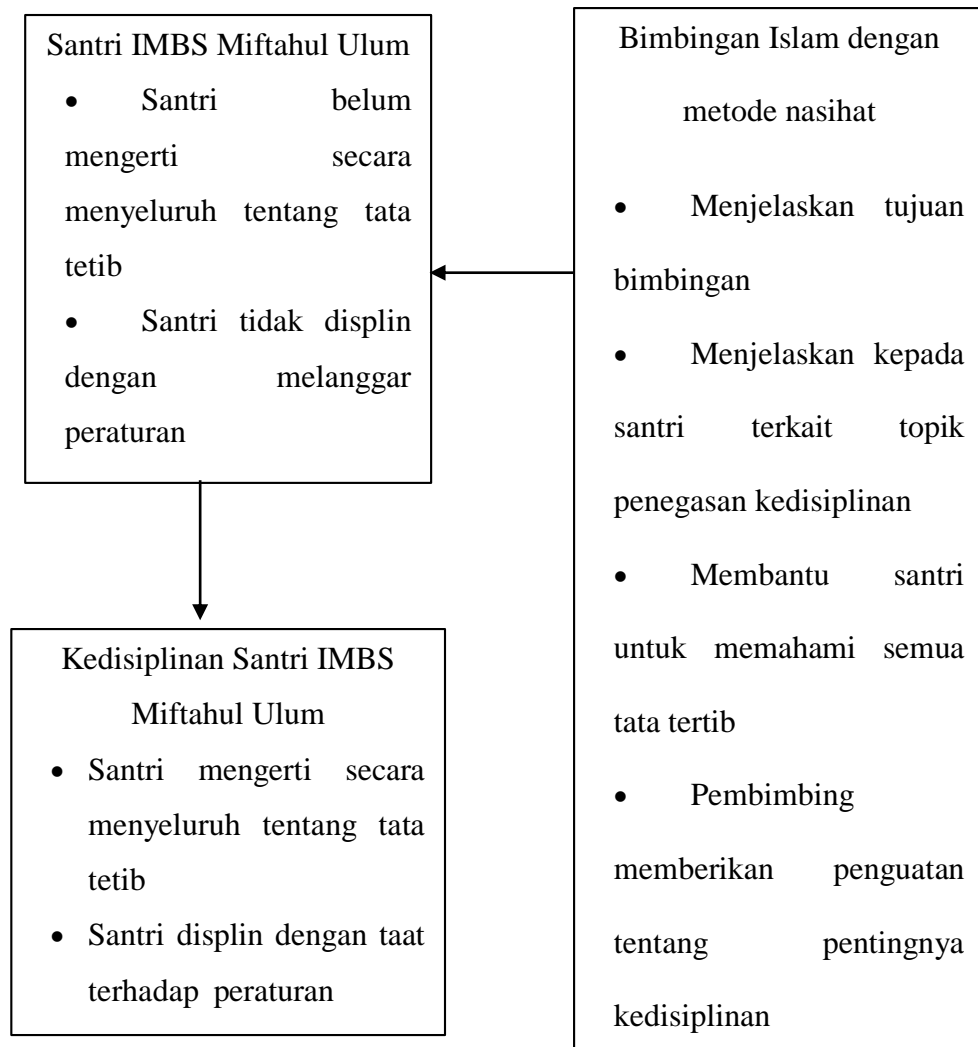 Santri IMBS Miftahul Ulum
• Santri belum
mengerti secara
menyeluruh tentang tata
tetib
• Santri tidak displin
dengan melanggar
peraturan
Kedisiplinan Santri IMBS
Miftahul Ulum
• Santri mengerti secara
menyeluruh tentang tata
tetib
• Santri displin dengan taat
terhadap peraturan
Bimbingan Islam dengan
metode nasihat
• Menjelaskan tujuan
bimbingan
• Menjelaskan kepada
santri terkait topik
penegasan kedisiplinan
• Membantu santri
untuk memahami semua
tata tertib
• Pembimbing
memberikan penguatan
tentang pentingnya
kedisiplinan